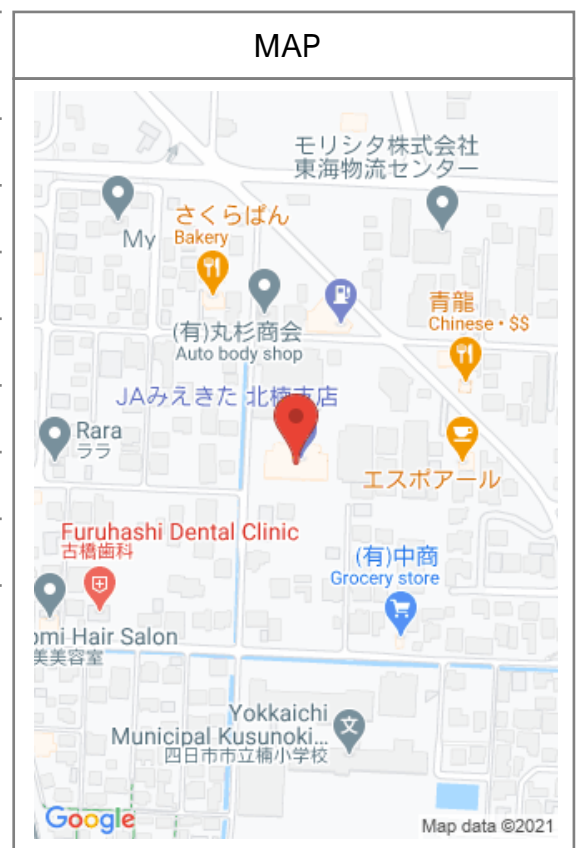 MAP
モリシタ株式会社
東海物流センター
My
さくらぱん
Bakery
(有)丸杉商会
Auto body shop
青龍
Chinese • $$
JAみえきた 北楠支店
Rara
ララ
エスポアール
Furuhashi Dental Clinic
古橋歯科
(有)中商
Grocery store
omi Hair Salon
美美容室
Yokkaichi
Municipal Kusunoki...
四日市市立楠小学校
Google
Map data ©2021